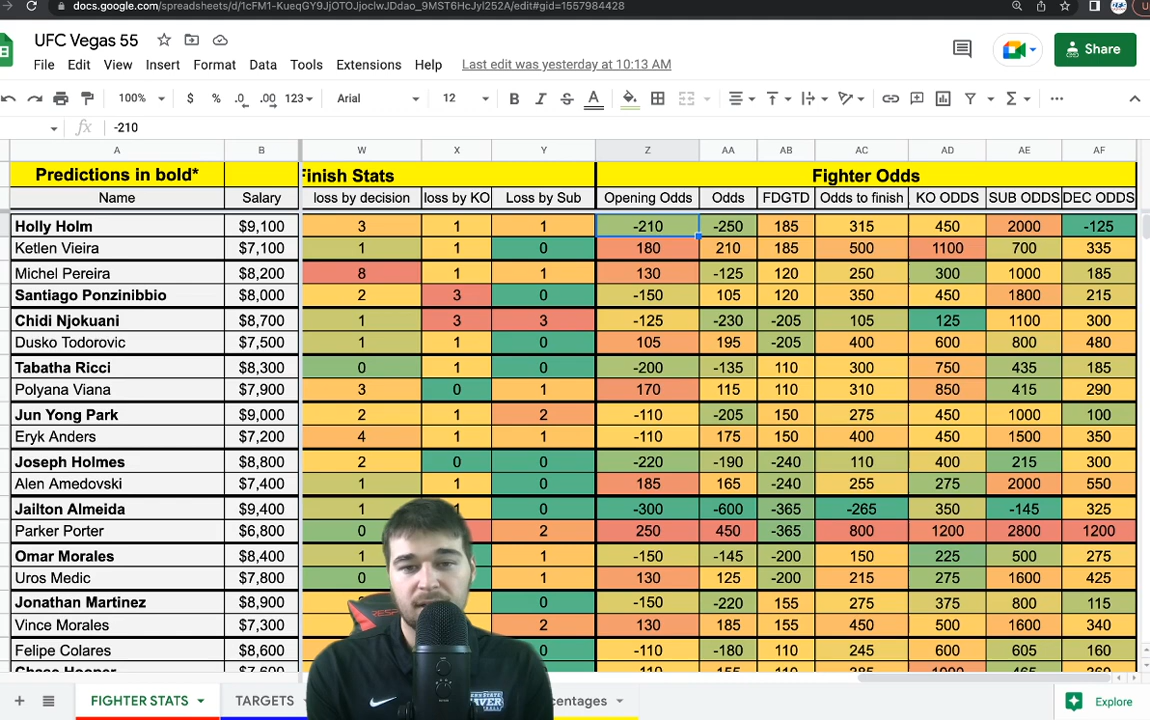 docs.google.com/spreadsheets/d/1cFM1-KueqGY9JjOTOJjoclwJDdao_9MST6HcJyl252A/edit#gid=1557984428
UFC Vegas 55
File Edit View Insert Format Data Tools Extensions Help Last edit was yesterday at 10:13 AM
Share
100% $ % .0 .00 123 Arial 12 B I S A
fx -210
A B W X Y Z AA AB AC AD AE AF
Predictions in bold* Finish Stats Fighter Odds
Name Salary loss by decision loss by KO Loss by Sub Opening Odds Odds FDGTD Odds to finish KO ODDS SUB ODDS DEC ODDS
Holly Holm $9,100 3 1 1 -210 -250 185 315 450 2000 -125
Ketlen Vieira $7,100 1 1 0 180 210 185 500 1100 700 335
Michel Pereira $8,200 8 1 1 130 -125 120 250 300 1000 185
Santiago Ponzinibbio $8,000 2 3 0 -150 105 120 350 450 1800 215
Chidi Njokuani $8,700 1 3 3 -125 -230 -205 105 125 1100 300
Dusko Todorovic $7,500 1 1 0 105 195 -205 400 600 800 480
Tabatha Ricci $8,300 0 1 0 -200 -135 110 300 750 435 185
Polyana Viana $7,900 3 0 1 170 115 110 310 850 415 290
Jun Yong Park $9,000 2 1 2 -110 -205 150 275 450 1000 100
Eryk Anders $7,200 4 1 1 -110 175 150 400 450 1500 350
Joseph Holmes $8,800 2 0 0 -220 -190 -240 110 400 215 300
Alen Amedovski $7,400 1 1 0 185 165 -240 255 275 2000 550
Jailton Almeida $9,400 1 1 0 -300 -600 -365 -265 350 -145 325
Parker Porter $6,800 0 2 250 450 -365 800 1200 2800 1200
Omar Morales $8,400 1 1 -150 -145 -200 150 225 500 275
Uros Medic $7,800 0 1 130 125 -200 215 275 1600 425
Jonathan Martinez $8,900 0 -150 -220 155 275 375 800 115
Vince Morales $7,300 2 130 185 155 450 500 1600 340
Felipe Colares $8,600 0 -110 -180 110 245 600 605 160
Chase Hooper $7,600 -110 155 110 385 1000 465 360
FIGHTER STATS TARGETS centages Explore